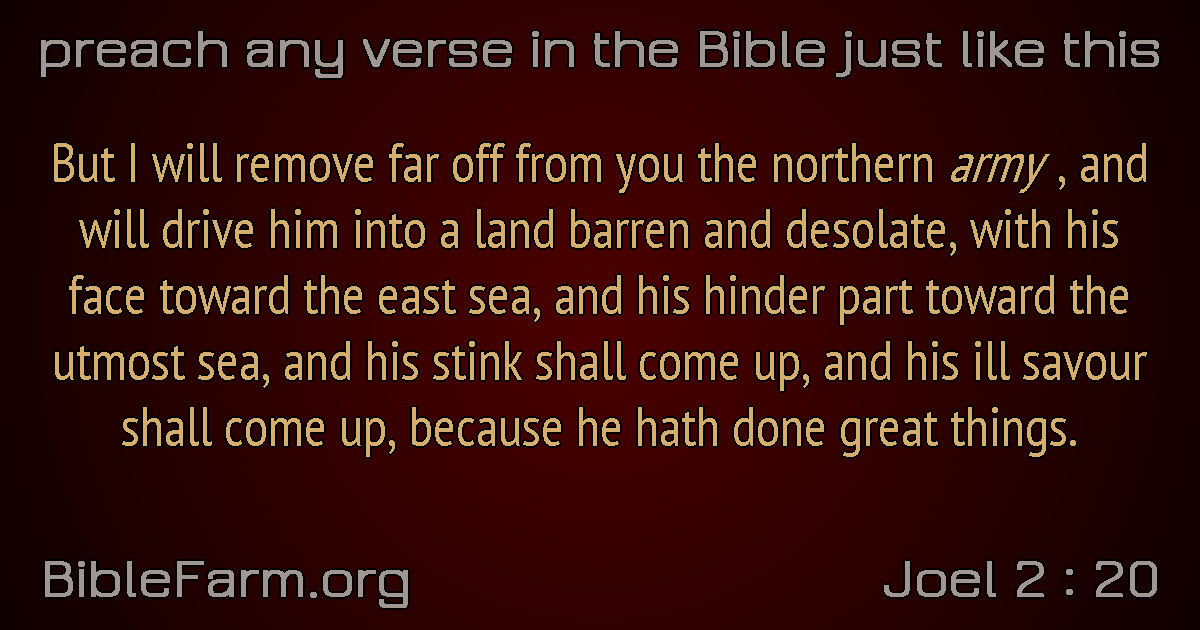 preach any verse in the Bible just like this
But I will remove far off from you the northern army , and
will drive him into a land barren and desolate, with his
face toward the east sea, and his hinder part toward the
utmost sea, and his stink shall come up, and his ill savour
shall come up, because he hath done great things.
BibleFarm.org
Joel 2 : 20